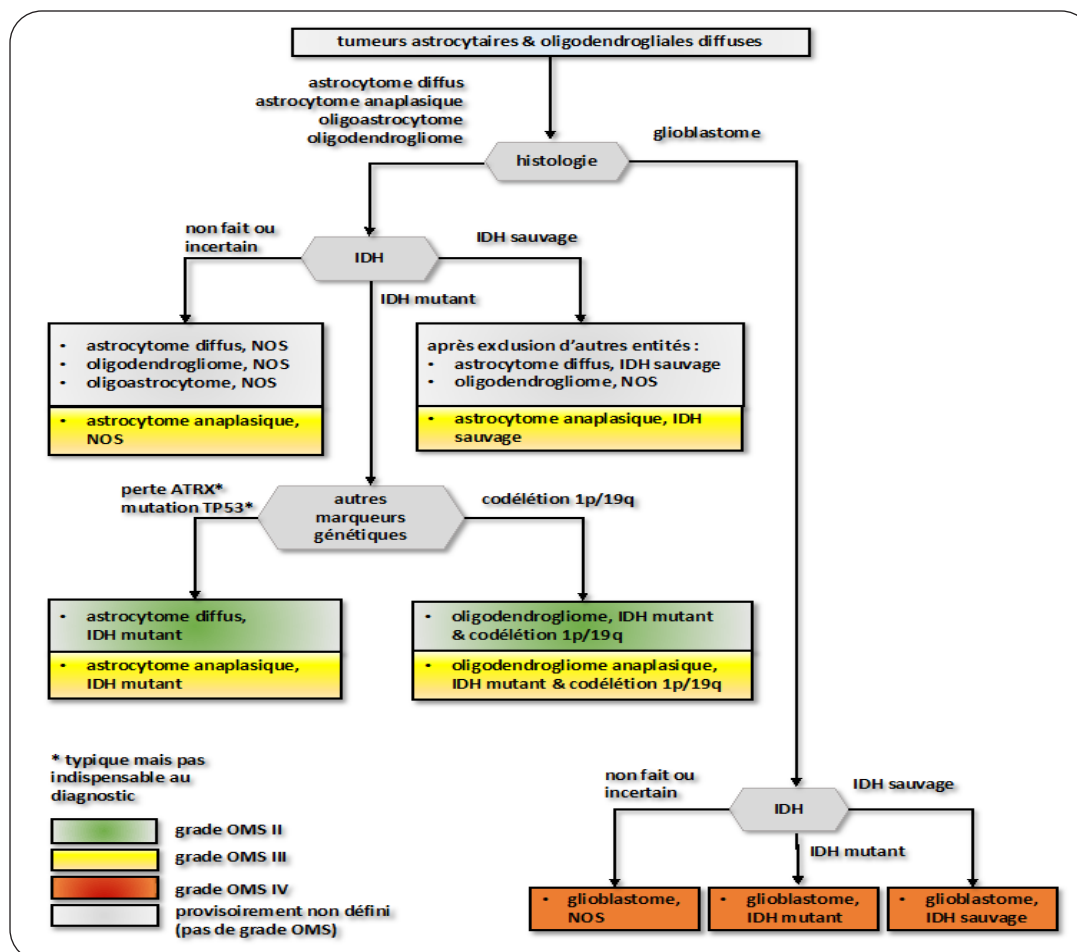 tumeurs astrocytaires & oligodendrogliales diffuses
astrocytome diffus
astrocytome anaplasique
oligoastrocytome
oligodendrogliome
glioblastome
histologie
non fait ou
incertain
IDH sauvage
IDH
IDH mutant
• astrocytome diffus, NOS
• oligodendrogliome, NOS
• oligoastrocytome, NOS
• astrocytome anaplasique,
NOS
après exclusion d'autres entités :
• astrocytome diffus, IDH sauvage
• oligodendrogliome, NOS
• astrocytome anaplasique, IDH
sauvage
perte ATRX*
mutation TP53*
autres
marqueurs
génétiques
codélétion 1p/19q
• astrocytome diffus,
IDH mutant
• astrocytome anaplasique,
IDH mutant
• oligodendrogliome, IDH mutant
& codélétion 1p/19q
• oligodendrogliome anaplasique,
IDH mutant & codélétion 1p/19q
* typique mais pas
indispensable au
diagnostic
grade OMS II
grade OMS III
grade OMS IV
provisoirement non défini
(pas de grade OMS)
non fait ou
incertain
IDH sauvage
IDH
IDH mutant
• glioblastome,
NOS
• glioblastome,
IDH mutant
• glioblastome,
IDH sauvage